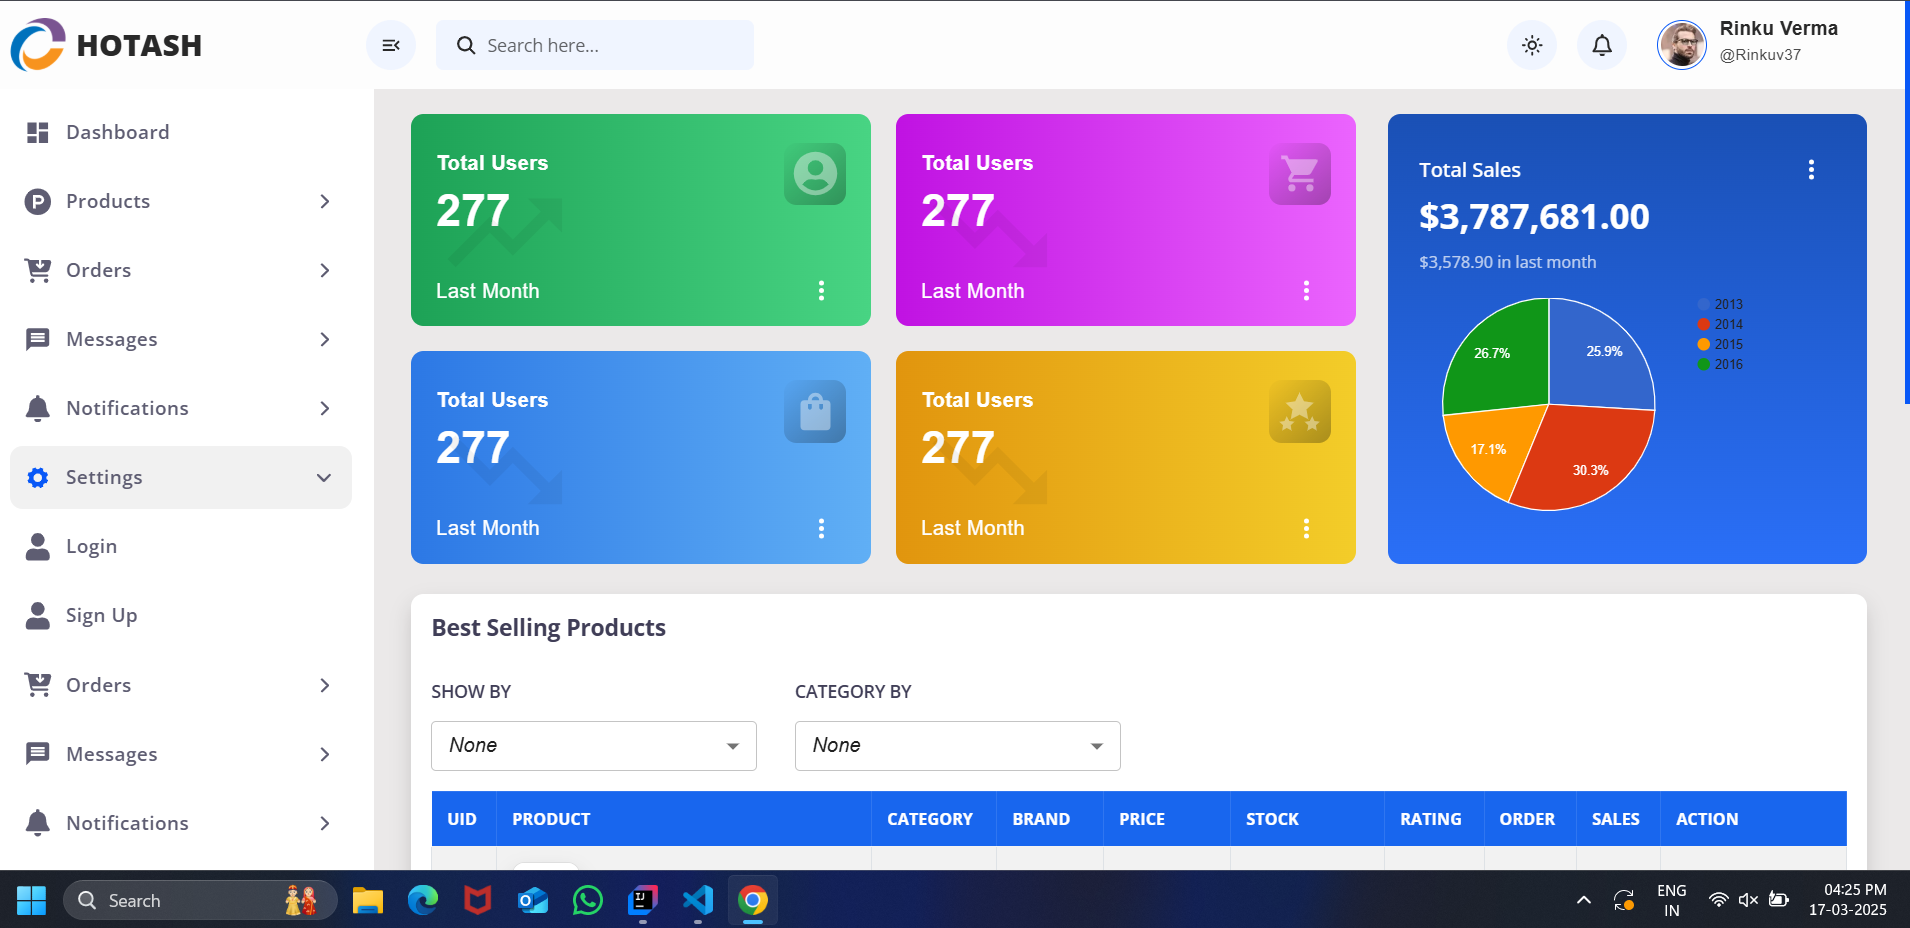 HOTASH
Search here...
Rinku Verma
@Rinkuv37
Dashboard
Products
Orders
Messages
Notifications
Settings
Login
Sign Up
Orders
Messages
Notifications
Total Users
277
Last Month
Total Users
277
Last Month
Total Users
277
Last Month
Total Users
277
Last Month
Total Sales
$3,787,681.00
$3,578.90 in last month
26.7%
25.9%
17.1%
30.3%
2013
2014
2015
2016
Best Selling Products
SHOW BY
CATEGORY BY
None
None
UID PRODUCT CATEGORY BRAND PRICE STOCK RATING ORDER SALES ACTION
Search
ENG
IN
04:25 PM
17-03-2025